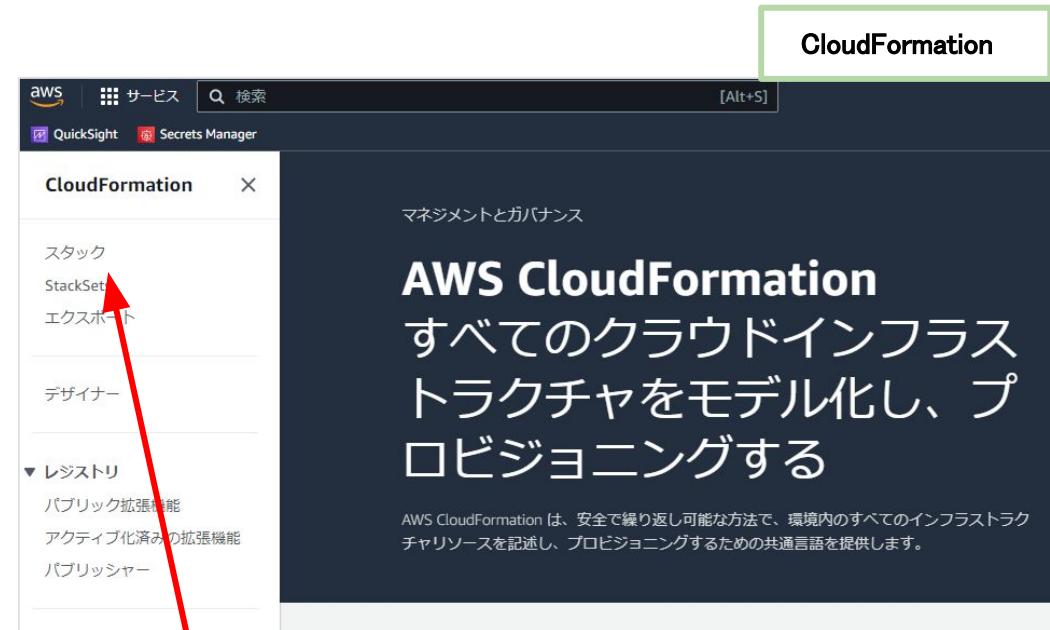 CloudFormation
aws サービス 検索 [Alt+S]
QuickSight Secrets Manager
CloudFormation
マネジメントとガバナンス
スタック
StackSets
エクスポート
デザイナー
レジストリ
パブリック拡張機能
アクティブ化済みの拡張機能
パブリッシャー
AWS CloudFormation
すべてのクラウドインフラス
トラクチャをモデル化し、プ
ロビジョニングする
AWS CloudFormation は、安全で繰り返し可能な方法で、環境内のすべてのインフラストラク
チャリソースを記述し、プロビジョニングするための共通言語を提供します。